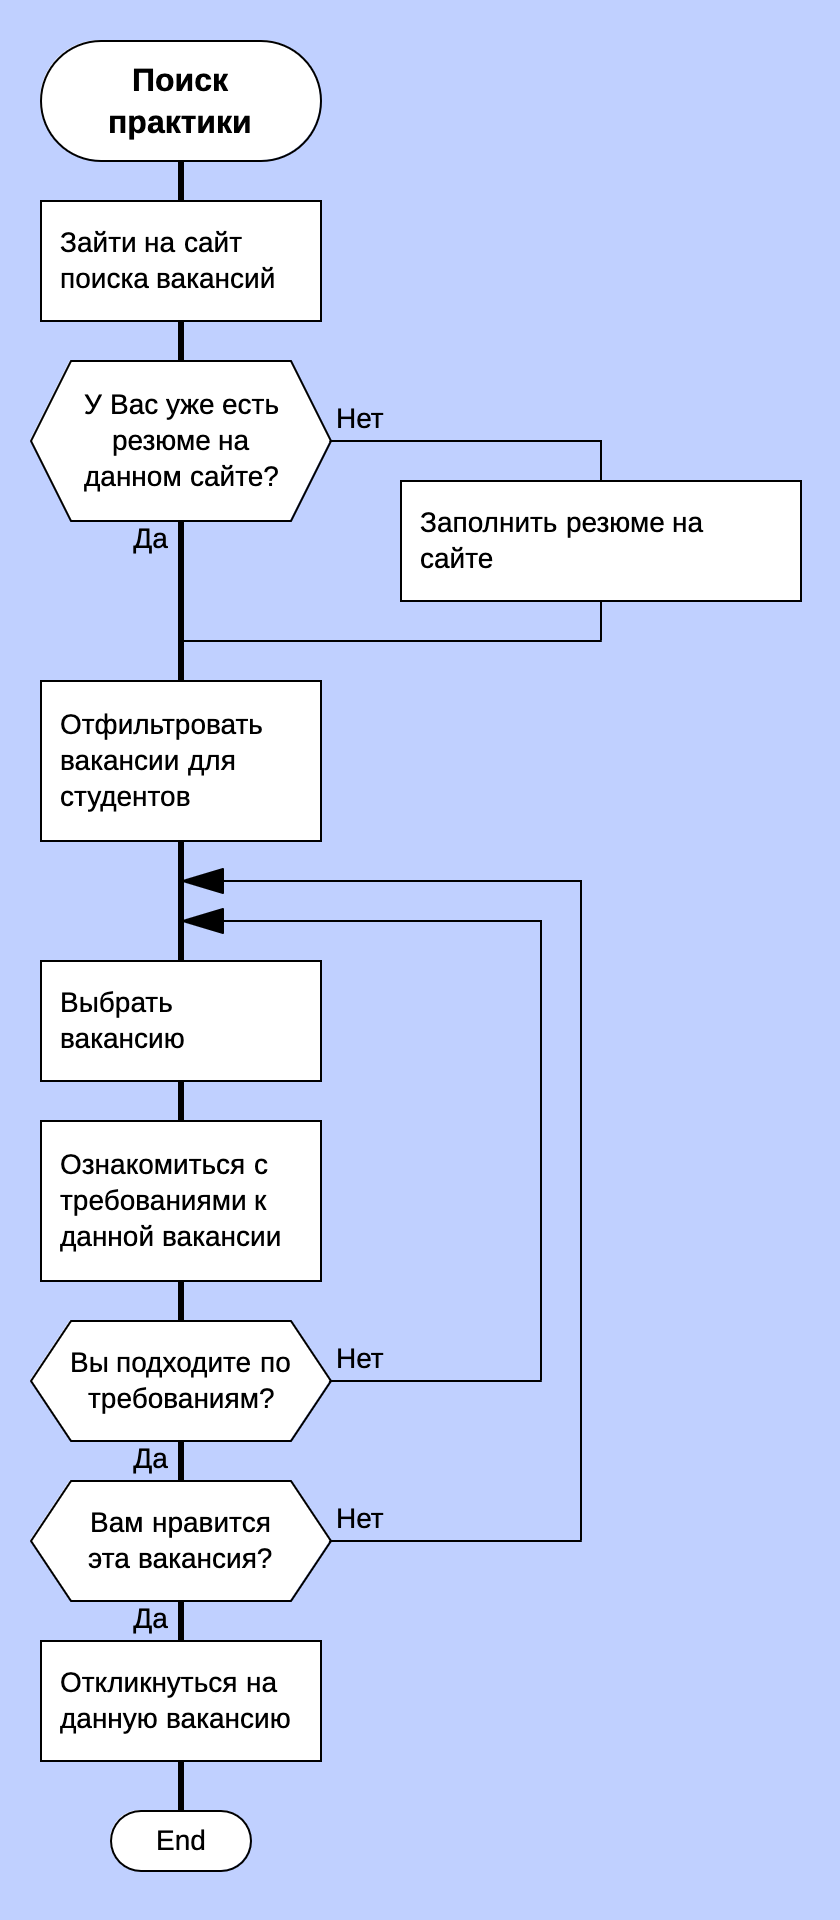 Поиск
практики
Зайти на сайт
поиска вакансий
У Вас уже есть
резюме на
данном сайте?
Нет
Заполнить резюме на
сайте
Да
Отфильтровать
вакансии для
студентов
Выбрать
вакансию
Ознакомиться с
требованиями к
данной вакансии
Вы подходите по
требованиям?
Нет
Да
Вам нравится
эта вакансия?
Нет
Да
Откликнуться на
данную вакансию
End